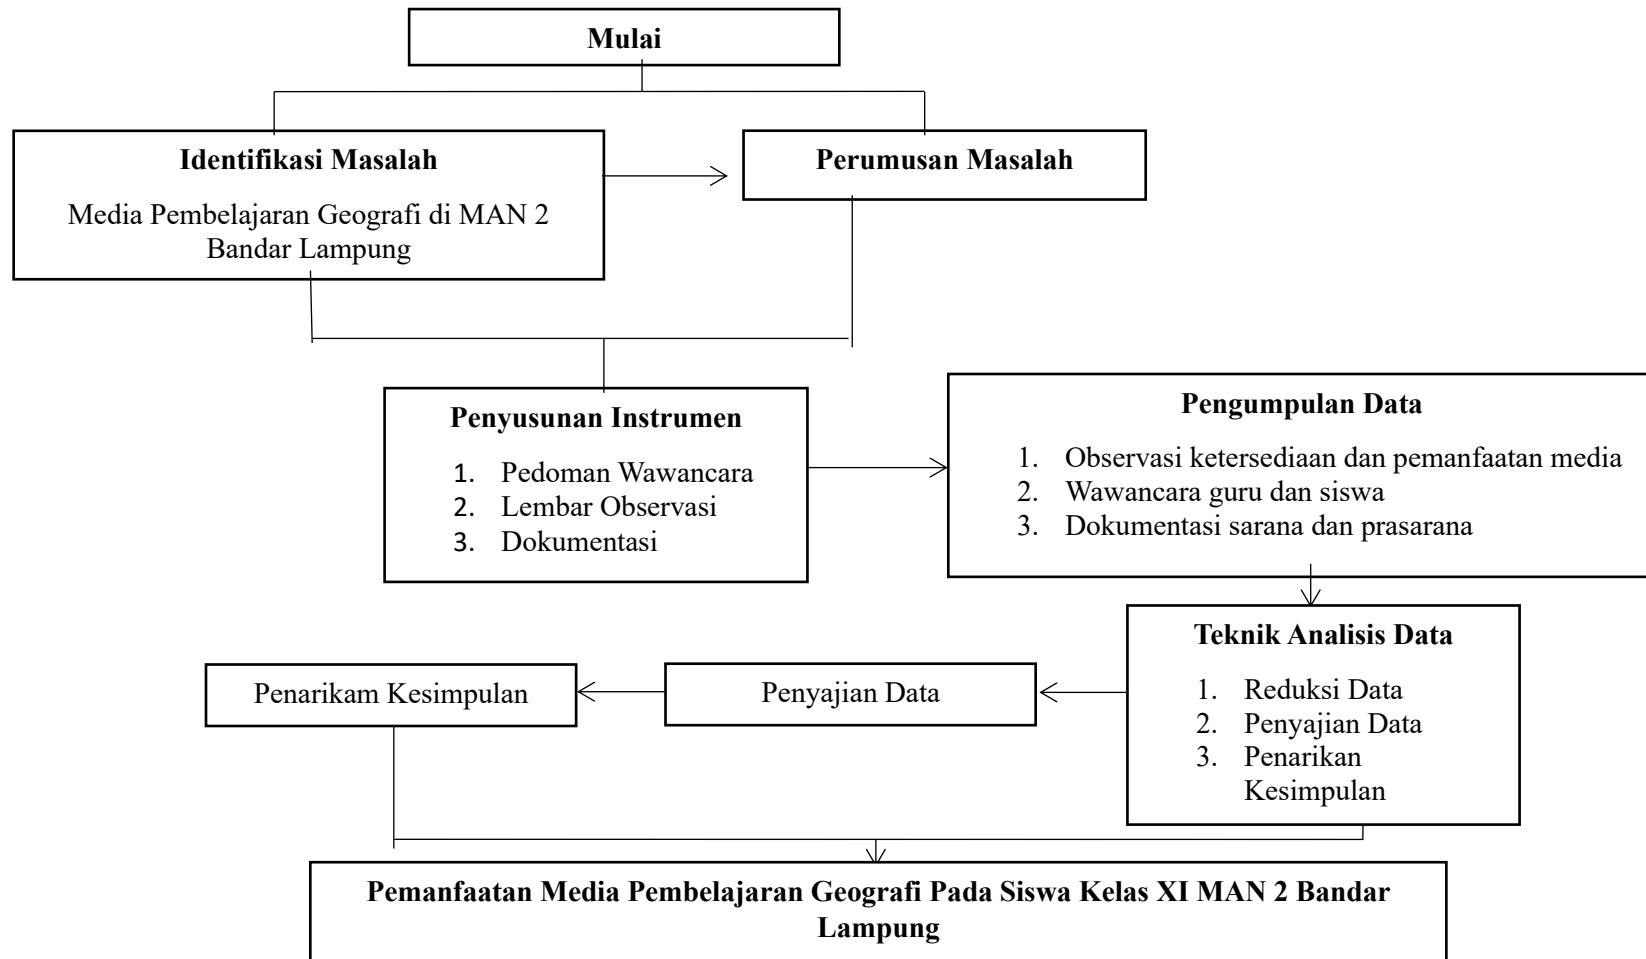 Mulai
Identifikasi Masalah
Media Pembelajaran Geografi di MAN 2
Bandar Lampung
Perumusan Masalah
Penyusunan Instrumen
1. Pedoman Wawancara
2. Lembar Observasi
3. Dokumentasi
Pengumpulan Data
1. Observasi ketersediaan dan pemanfaatan media
2. Wawancara guru dan siswa
3. Dokumentasi sarana dan prasarana
Teknik Analisis Data
1. Reduksi Data
2. Penyajian Data
3. Penarikan
Kesimpulan
Penyajian Data
Penarikam Kesimpulan
Pemanfaatan Media Pembelajaran Geografi Pada Siswa Kelas XI MAN 2 Bandar
Lampung